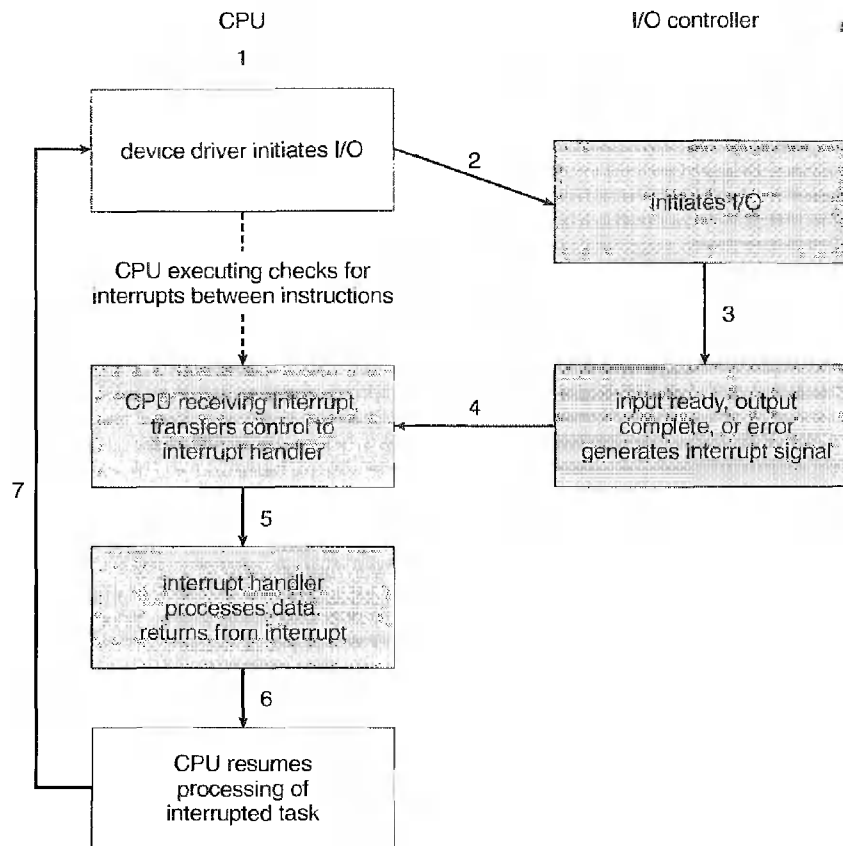 CPU
I/O controller
1
device driver initiates I/O
2
initiates I/O
CPU executing checks for
interrupts between instructions
3
CPU receiving interrupt,
transfers control to
interrupt handler
4
input ready, output
complete, or error
generates interrupt signal
7
5
interrupt handler
processes data,
returns from interrupt
6
CPU resumes
processing of
interrupted task